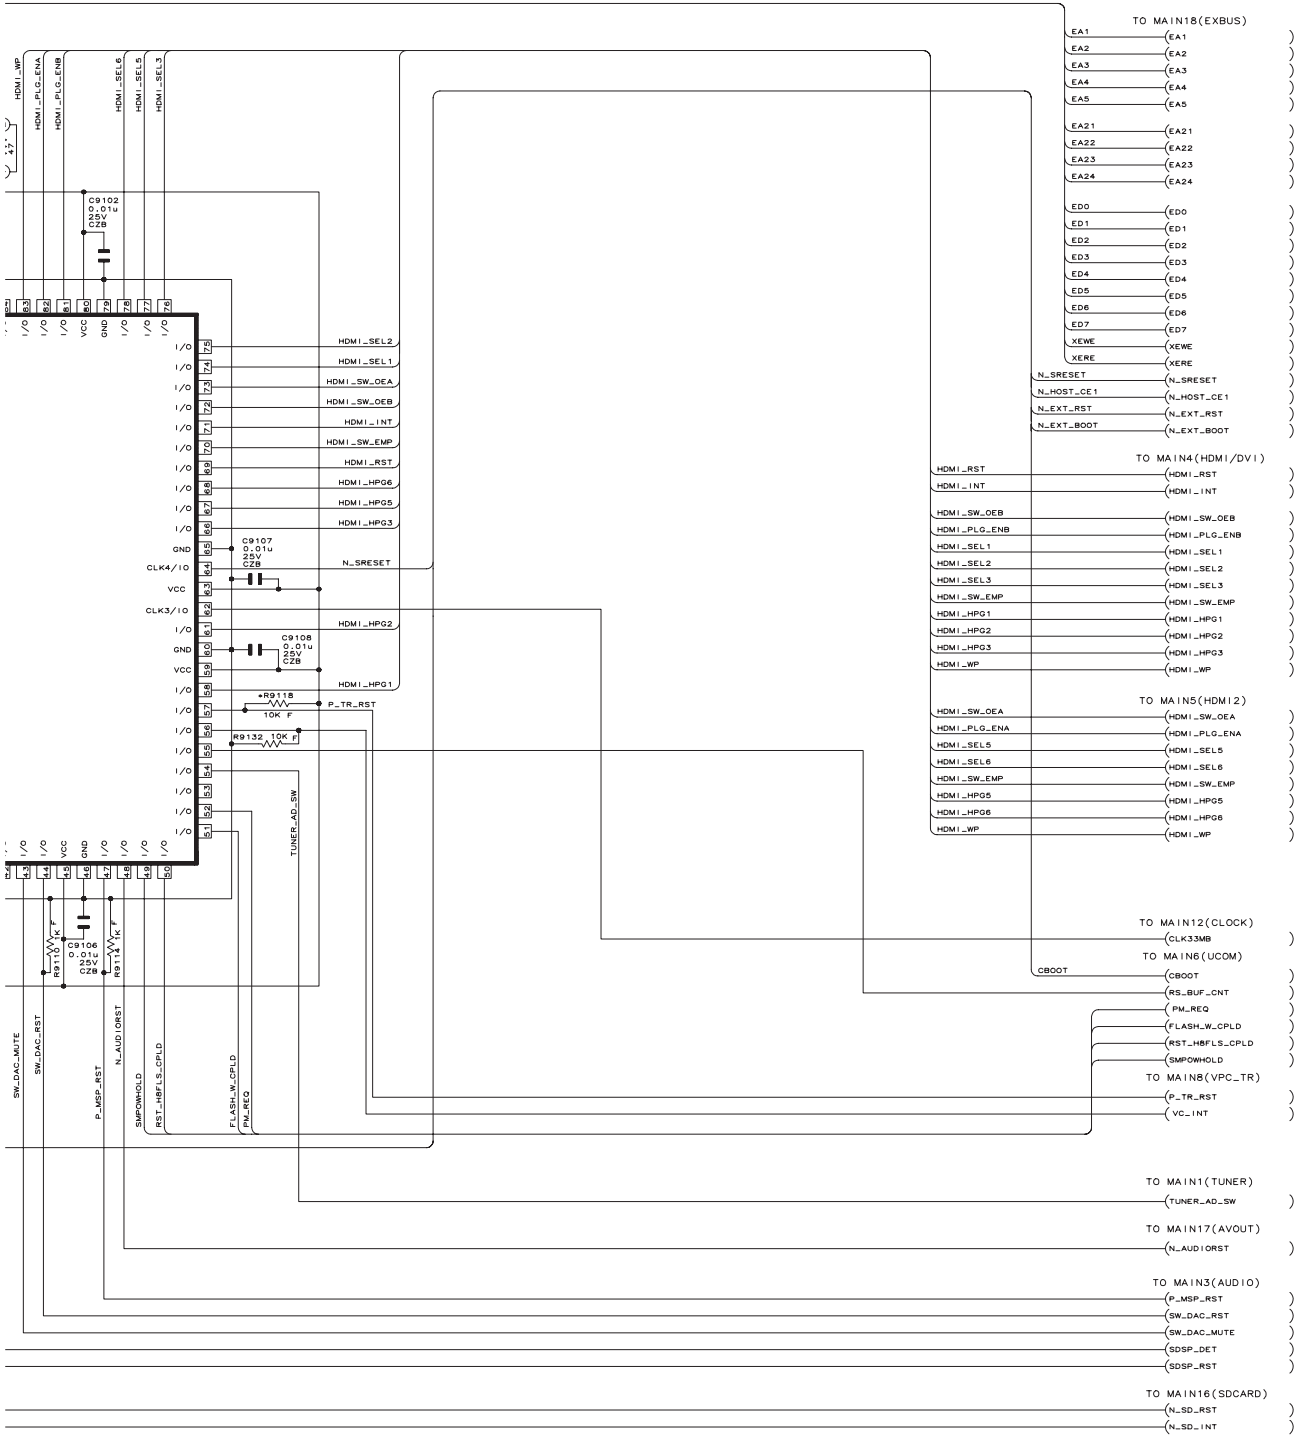 TO MAIN18(EXBUS)
EA1 EA1
EA2 EA2
EA3 EA3
EA4 EA4
EA5 EA5
EA21 EA21
EA22 EA22
EA23 EA23
EA24 EA24
ED0 ED0
ED1 ED1
ED2 ED2
ED3 ED3
ED4 ED4
ED5 ED5
ED6 ED6
ED7 ED7
XEWE XEWE
XERE XERE
N_SRESET N_SRESET
N_HOST_CE1 N_HOST_CE1
N_EXT_RST N_EXT_RST
N_EXT_BOOT N_EXT_BOOT
TO MAIN4(HDMI/DVI)
HDMI_RST HDMI_RST
HDMI_INT HDMI_INT
HDMI_SW_OEB HDMI_SW_OEB
HDMI_PLG_ENB HDMI_PLG_ENB
HDMI_SEL1 HDMI_SEL1
HDMI_SEL2 HDMI_SEL2
HDMI_SEL3 HDMI_SEL3
HDMI_SW_EMP HDMI_SW_EMP
HDMI_HPG1 HDMI_HPG1
HDMI_HPG2 HDMI_HPG2
HDMI_HPG3 HDMI_HPG3
HDMI_WP HDMI_WP
TO MAIN5(HDMI2)
HDMI_SW_OEA HDMI_SW_OEA
HDMI_PLG_ENA HDMI_PLG_ENA
HDMI_SEL5 HDMI_SEL5
HDMI_SEL6 HDMI_SEL6
HDMI_SW_EMP HDMI_SW_EMP
HDMI_HPG5 HDMI_HPG5
HDMI_HPG6 HDMI_HPG6
HDMI_WP HDMI_WP
TO MAIN12(CLOCK)
CLK33MB
TO MAIN6(UCOM)
CBOOT CBOOT
RS_BUF_CNT
PM_REQ
FLASH_W_CPLD
RST_H8FLS_CPLD
SMPOWHOLD
TO MAIN8(VPC_TR)
P_TR_RST
VC_INT
TO MAIN1(TUNER)
TUNER_AD_SW
TO MAIN17(AVOUT)
N_AUDIORST
TO MAIN3(AUDIO)
P_MSP_RST
SW_DAC_RST
SW_DAC_MUTE
SDSP_DET
SDSP_RST
TO MAIN16(SDCARD)
N_SD_RST
N_SD_INT
HDMI_WP
HDMI_PLG_ENA
HDMI_PLG_ENB
HDMI_SEL6
HDMI_SEL5
HDMI_SEL3
47
C9102
0.01u
25V
CZB
83 I/O
82 I/O
81 I/O
80 VCC
79 GND
78 I/O
77 I/O
76 I/O
I/O 75 HDMI_SEL2
I/O 74 HDMI_SEL1
I/O 73 HDMI_SW_OEA
I/O 72 HDMI_SW_OEB
I/O 71 HDMI_INT
I/O 70 HDMI_SW_EMP
I/O 69 HDMI_RST
I/O 68 HDMI_HPG6
I/O 67 HDMI_HPG5
I/O 66 HDMI_HPG3
GND 65
C9107
0.01u
25V
CZB
CLK4/IO 64 N_SRESET
VCC 63
CLK3/IO 62
I/O 61 HDMI_HPG2
GND 60
C9108
0.01u
25V
CZB
VCC 59
I/O 58 HDMI_HPG1
*R9118
10K F
I/O 57 P_TR_RST
I/O 56
R9132 10K F
I/O 55
I/O 54
I/O 53
I/O 52
I/O 51
TUNER_AD_SW
I/O 43
I/O 44
VCC 45
GND 46
I/O 47
I/O 48
I/O 49
I/O 50
R9110 1K F
C9106
0.01u
25V
CZB
R9114 1K F
SW_DAC_MUTE
SW_DAC_RST
P_MSP_RST
N_AUDIORST
SMPOWHOLD
RST_H8FLS_CPLD
FLASH_W_CPLD
PM_REQ